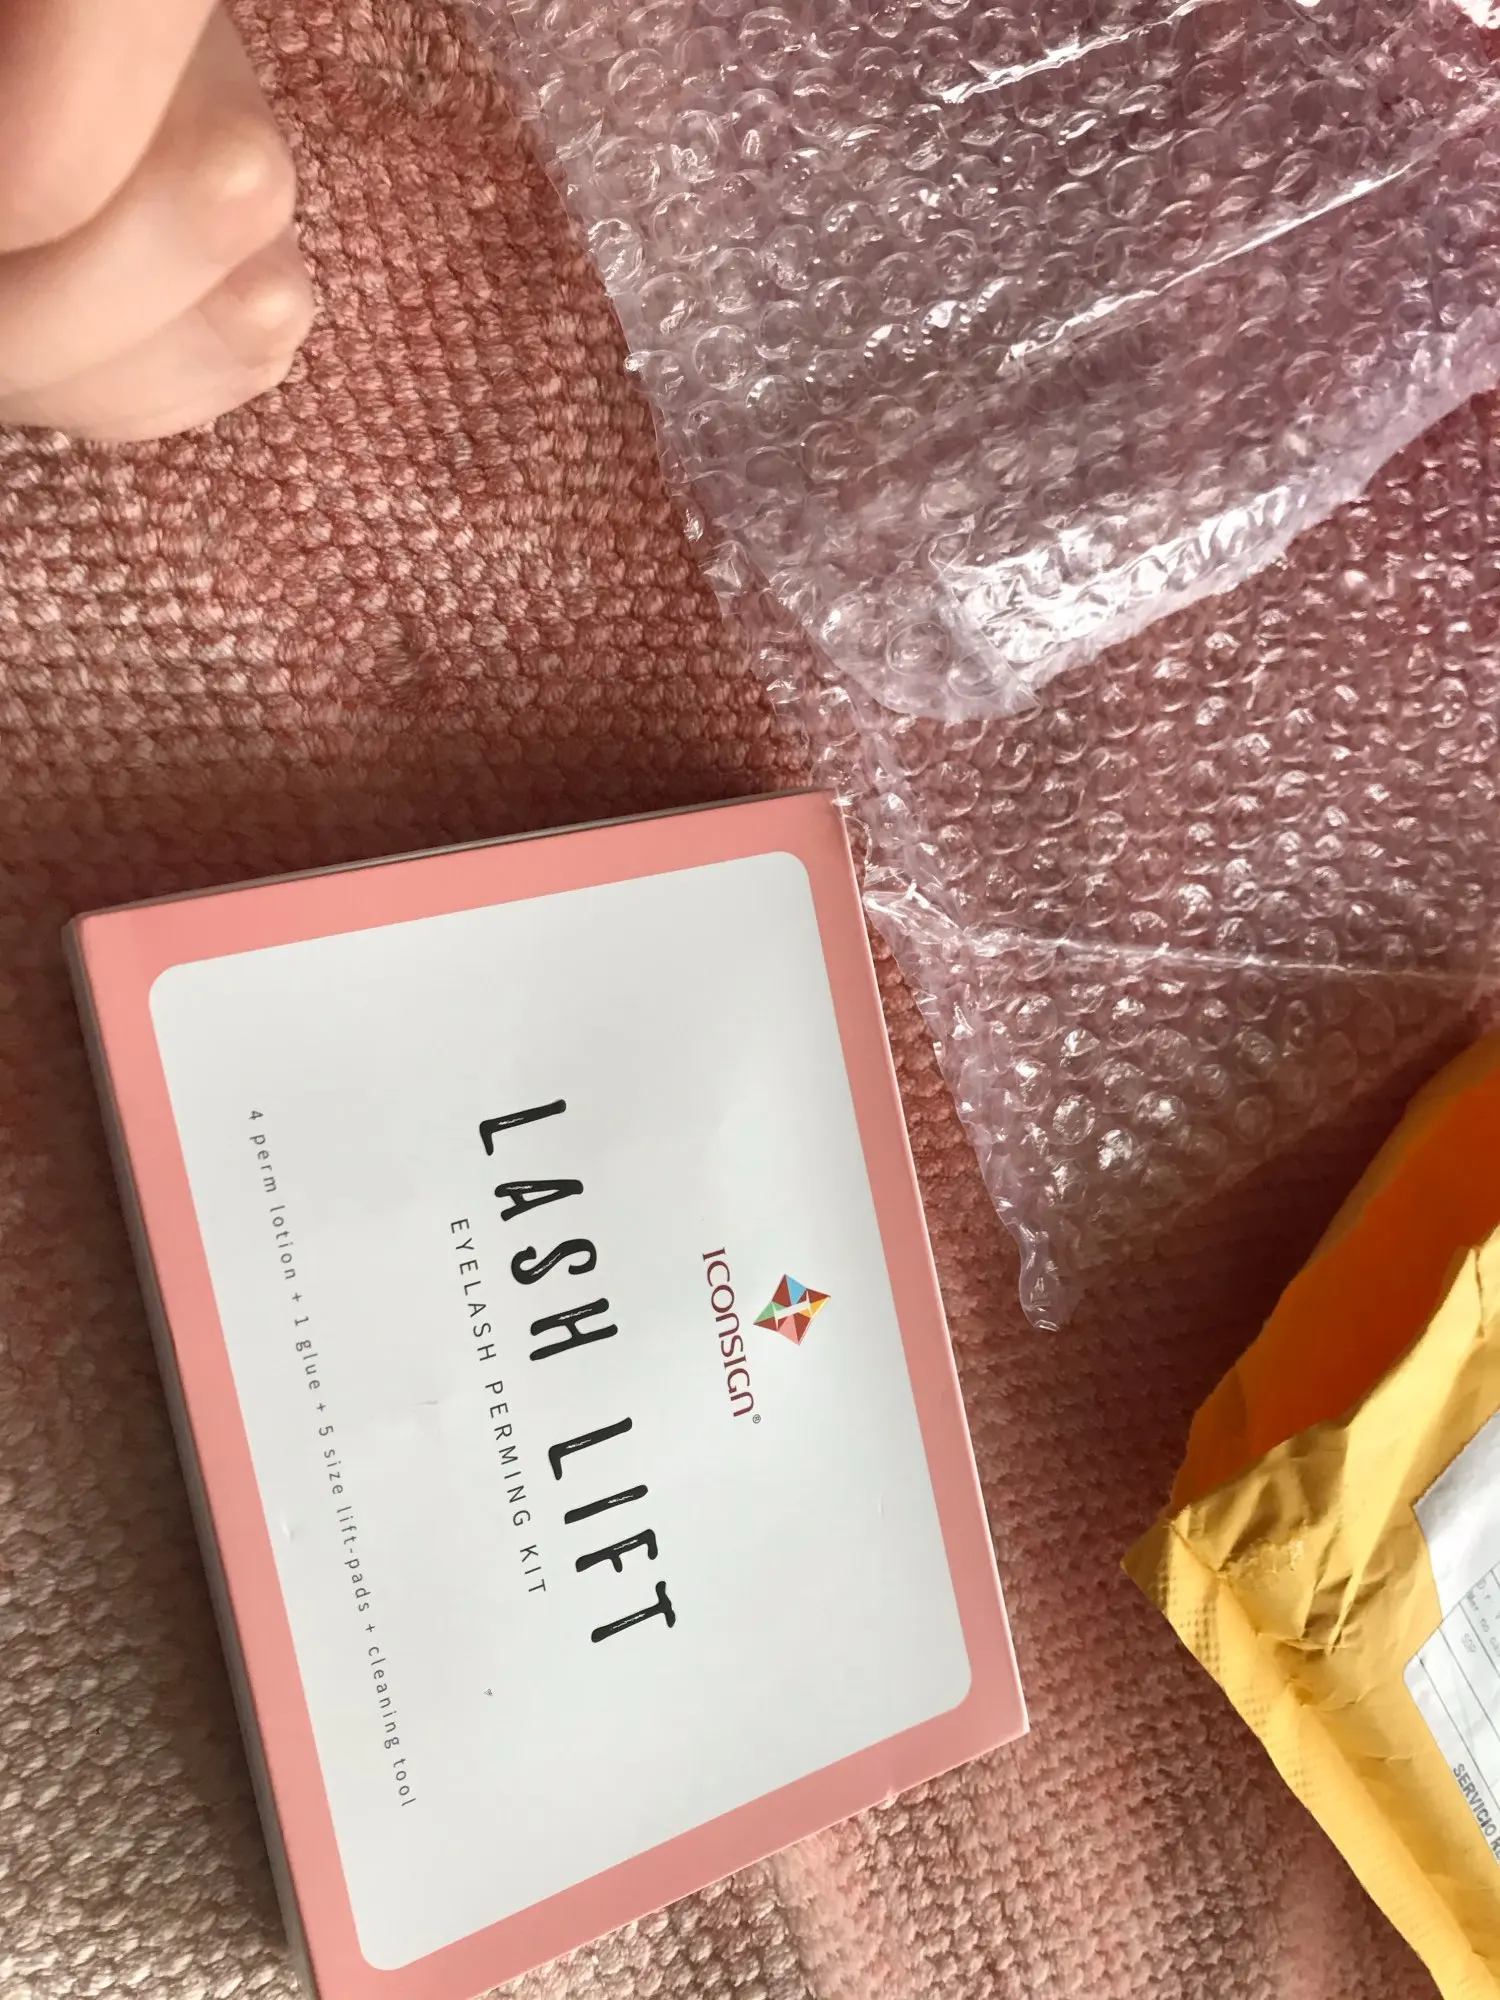 ICONSIGN®
LASH LIFT
EYELASH PERMING KIT
4 perm lotion + 1 glue + 5 size lift-pads + cleaning tool
SERVICIO